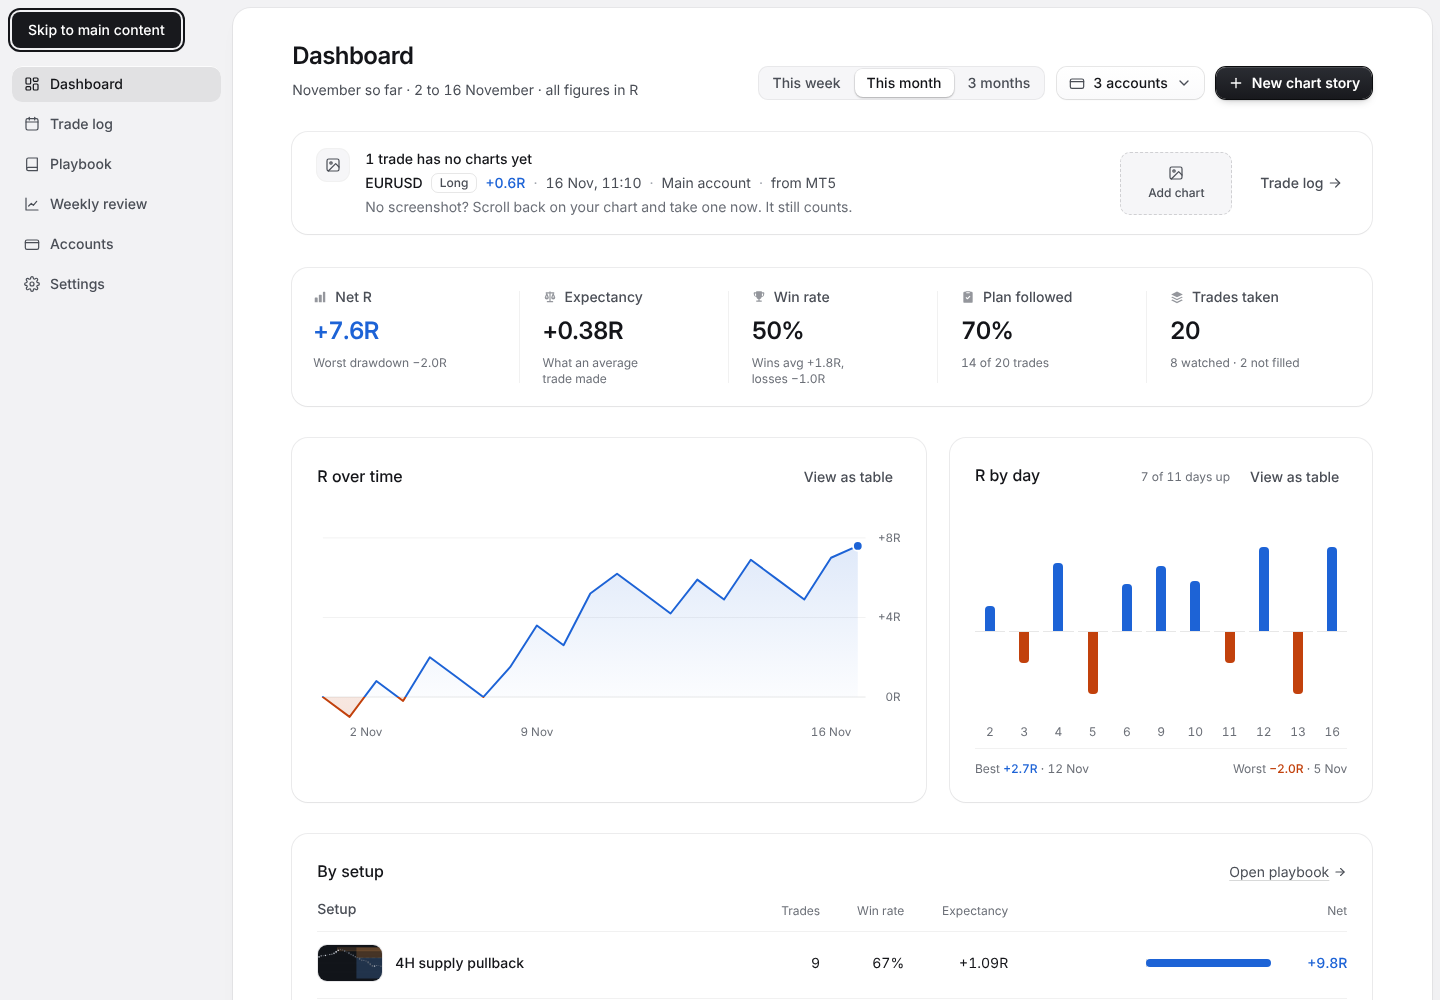 Skip to main content
Dashboard
Trade log
Playbook
Weekly review
Accounts
Settings
Dashboard
November so far · 2 to 16 November · all figures in R
This week
This month
3 months
3 accounts
New chart story
1 trade has no charts yet
EURUSD Long +0.6R · 16 Nov, 11:10 · Main account · from MT5
No screenshot? Scroll back on your chart and take one now. It still counts.
Add chart
Trade log →
Net R
+7.6R
Worst drawdown −2.0R
Expectancy
+0.38R
What an average
trade made
Win rate
50%
Wins avg +1.8R,
losses −1.0R
Plan followed
70%
14 of 20 trades
Trades taken
20
8 watched · 2 not filled
R over time
View as table
+8R
+4R
0R
2 Nov 9 Nov 16 Nov
R by day
7 of 11 days up
View as table
2 3 4 5 6 9 10 11 12 13 16
Best +2.7R · 12 Nov
Worst −2.0R · 5 Nov
By setup
Open playbook →
Setup Trades Win rate Expectancy Net
4H supply pullback 9 67% +1.09R +9.8R